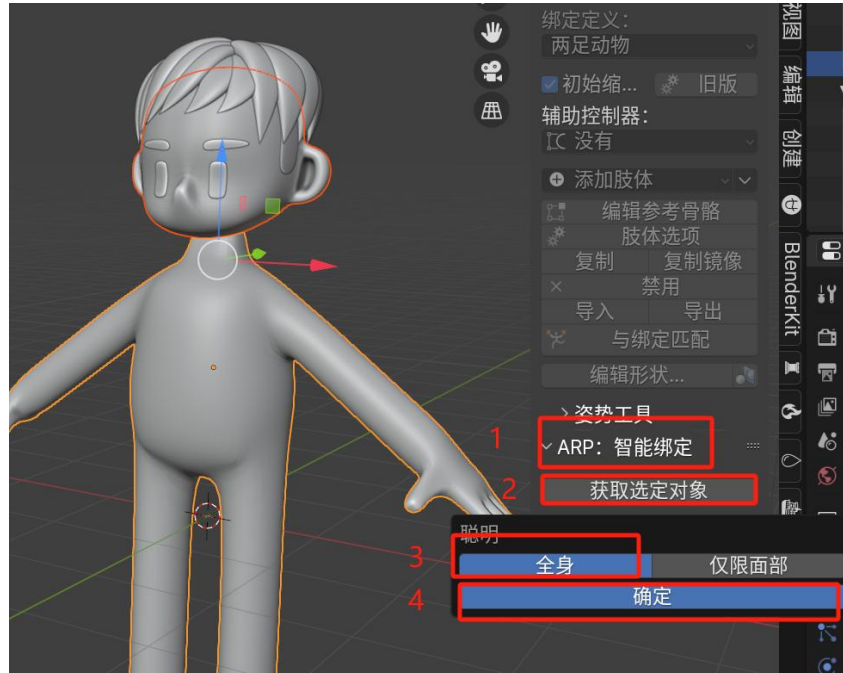 绑定定义:
两足动物
初始缩... 旧版
辅助控制器:
没有
添加肢体
编辑参考骨骼
肢体选项
复制 复制镜像
禁用
导入 导出
与绑定匹配
编辑形状...
姿势工具
1 ARP: 智能绑定
2 获取选定对象
聪明
3 全身 仅限面部
4 确定
视图
编辑
创建
BlenderKit